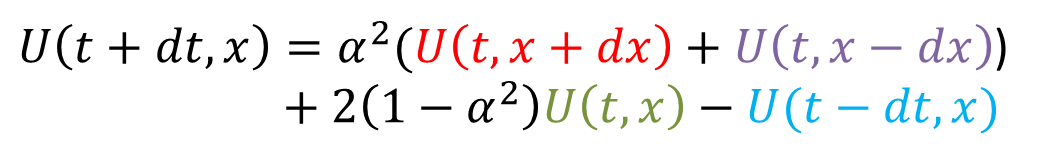 U(t + dt, x) = α²(U(t, x + dx) + U(t, x − dx))
+ 2(1 − α²)U(t, x) − U(t − dt, x)